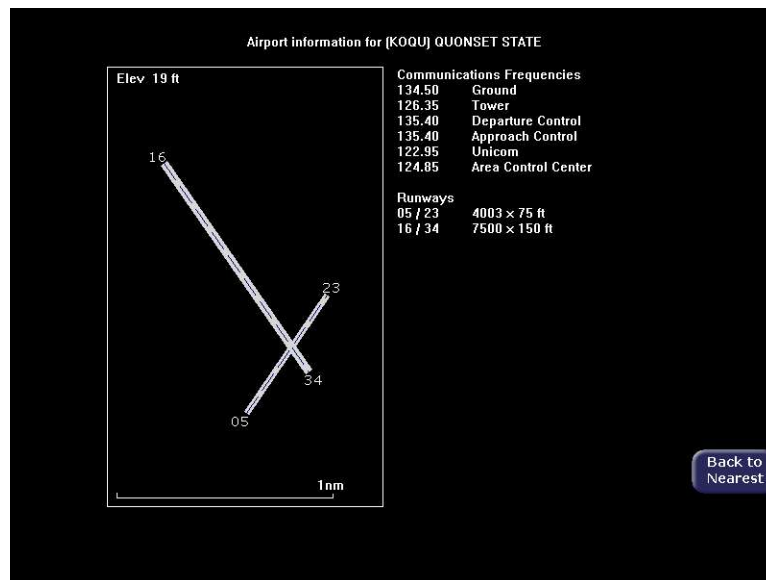 Airport information for (KOQU) QUONSET STATE
Elev 19 ft
16
23
34
05
1nm
Communications Frequencies
134.50 Ground
126.35 Tower
135.40 Departure Control
135.40 Approach Control
122.95 Unicom
124.85 Area Control Center
Runways
05 / 23 4003 x 75 ft
16 / 34 7500 x 150 ft
Back to
Nearest